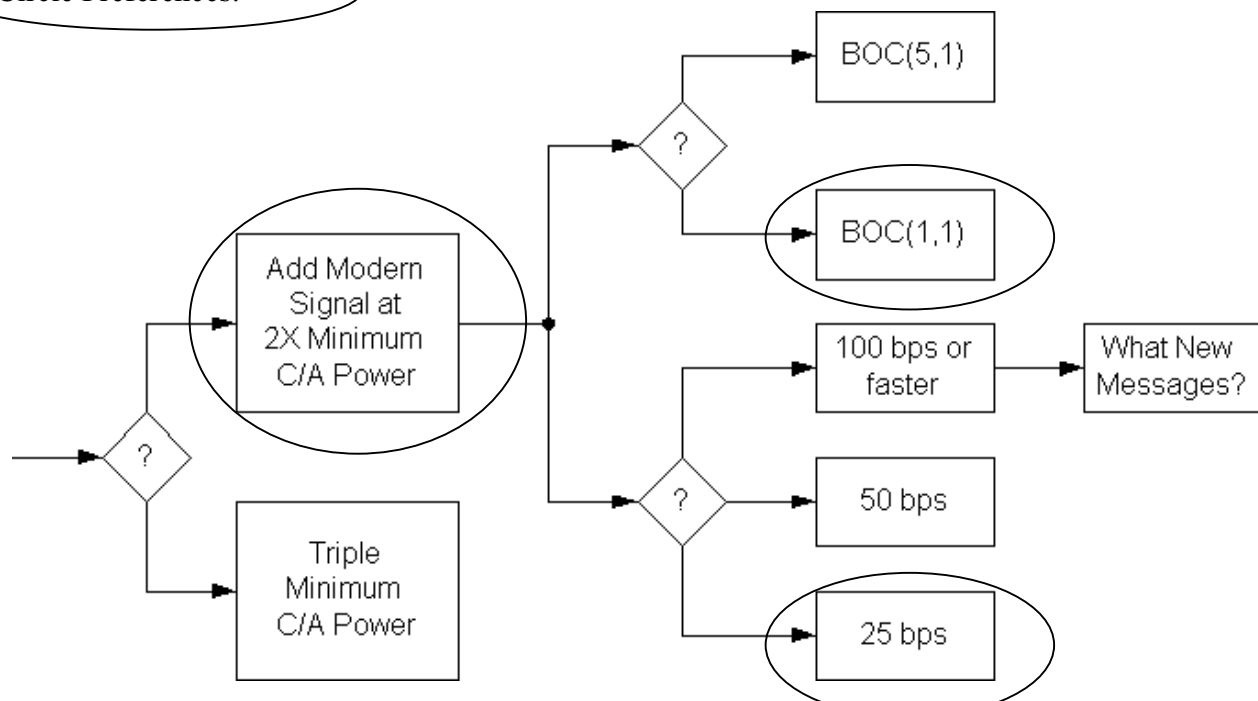 BOC(5,1)
?
BOC(1,1)
Add Modern
Signal at
2X Minimum
C/A Power
100 bps or
faster
What New
Messages?
?
?
50 bps
Triple
Minimum
C/A Power
25 bps